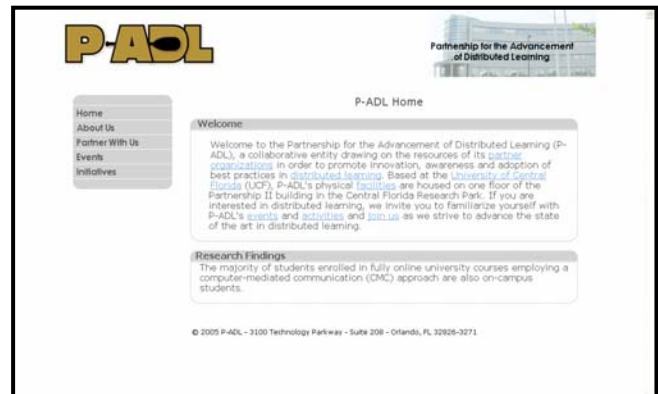 P-ADL
Partnership for the Advancement
of Distributed Learning
Home
About Us
Partner With Us
Events
Initiatives
P-ADL Home
Welcome
Welcome to the Partnership for the Advancement of Distributed Learning (P-
ADL), a collaborative entity drawing on the resources of its partner
organizations in order to promote innovation, awareness and adoption of
best practices in distributed learning. Based at the University of Central
Florida (UCF), P-ADL's physical facilities are housed on one floor of the
Partnership II building in the Central Florida Research Park. If you are
interested in distributed learning, we invite you to familiarize yourself with
P-ADL's events and activities and join us as we strive to advance the state
of the art in distributed learning.
Research Findings
The majority of students enrolled in fully online university courses employing a
computer-mediated communication (CMC) approach are also on-campus
students.
© 2005 P-ADL - 3100 Technology Parkway - Suite 208 - Orlando, FL 32826-3271